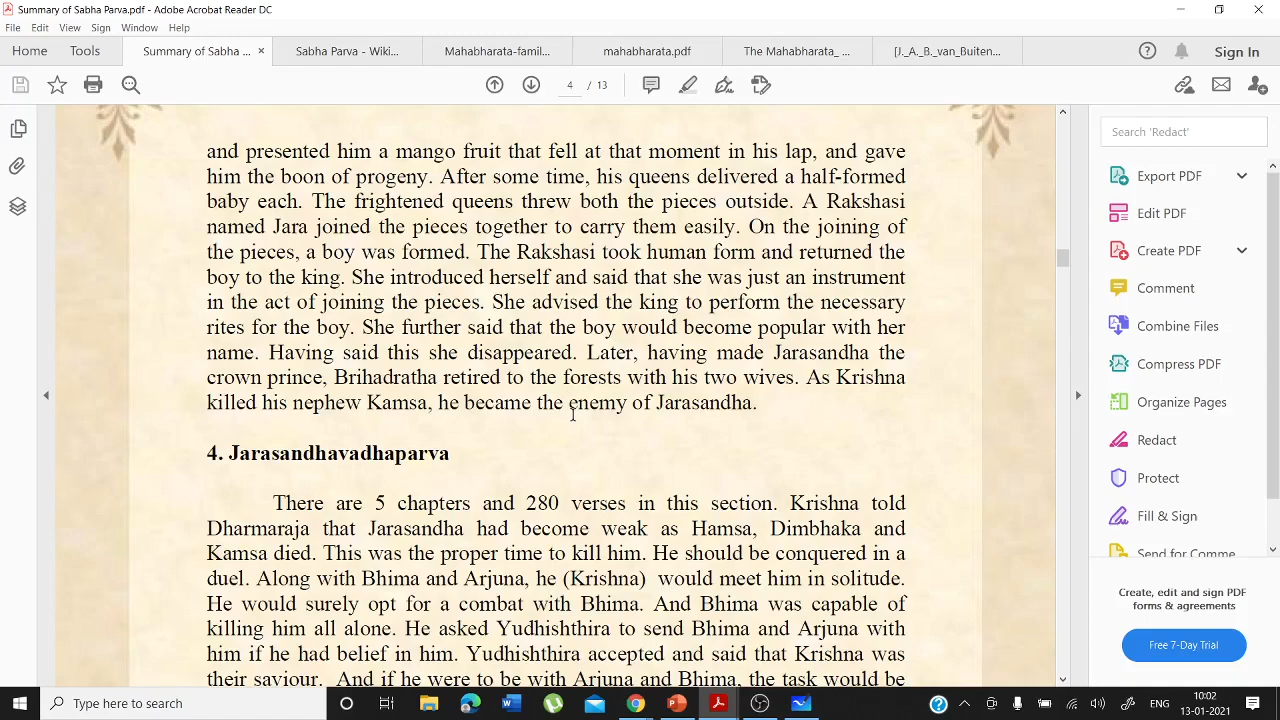 Summary of Sabha Parva.pdf - Adobe Acrobat Reader DC
File Edit View Sign Window Help
Home Tools Summary of Sabha ... × Sabha Parva - Wiki... Mahabharata-famil... mahabharata.pdf The Mahabharata_ ... [J._A._B._van_Buiten... Sign In
4 / 13
Search 'Redact'
and presented him a mango fruit that fell at that moment in his lap, and gave
him the boon of progeny. After some time, his queens delivered a half-formed
baby each. The frightened queens threw both the pieces outside. A Rakshasi
named Jara joined the pieces together to carry them easily. On the joining of
the pieces, a boy was formed. The Rakshasi took human form and returned the
boy to the king. She introduced herself and said that she was just an instrument
in the act of joining the pieces. She advised the king to perform the necessary
rites for the boy. She further said that the boy would become popular with her
name. Having said this she disappeared. Later, having made Jarasandha the
crown prince, Brihadratha retired to the forests with his two wives. As Krishna
killed his nephew Kamsa, he became the enemy of Jarasandha.
4. Jarasandhavadhaparva
There are 5 chapters and 280 verses in this section. Krishna told
Dharmaraja that Jarasandha had become weak as Hamsa, Dimbhaka and
Kamsa died. This was the proper time to kill him. He should be conquered in a
duel. Along with Bhima and Arjuna, he (Krishna) would meet him in solitude.
He would surely opt for a combat with Bhima. And Bhima was capable of
killing him all alone. He asked Yudhishthira to send Bhima and Arjuna with
him if he had belief in him. Yudhishthira accepted and said that Krishna was
their saviour. And if he were to be with Arjuna and Bhima, the task would be
Export PDF
Edit PDF
Create PDF
Comment
Combine Files
Compress PDF
Organize Pages
Redact
Protect
Fill & Sign
Send for Comme
Create, edit and sign PDF
forms & agreements
Free 7-Day Trial
Type here to search
ENG
10:02
13-01-2021